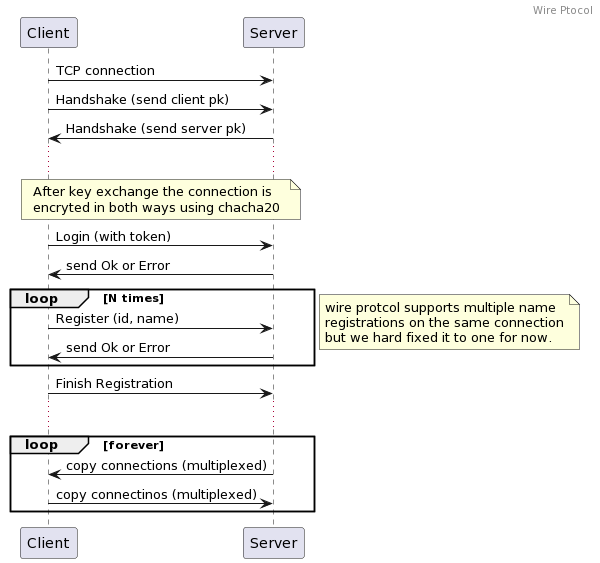 Wire Ptocol
Client
Server
TCP connection
Handshake (send client pk)
Handshake (send server pk)
After key exchange the connection is
encryted in both ways using chacha20
Login (with token)
send Ok or Error
loop [N times]
wire protcol supports multiple name
registrations on the same connection
but we hard fixed it to one for now.
Register (id, name)
send Ok or Error
Finish Registration
loop [forever]
copy connections (multiplexed)
copy connectinos (multiplexed)
Client
Server